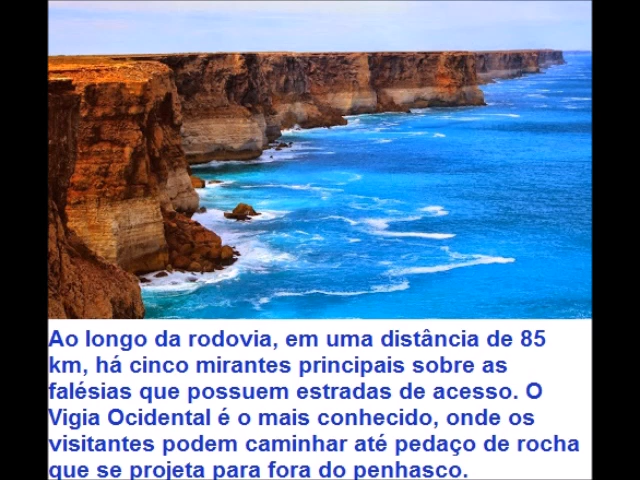 Ao longo da rodovia, em uma distância de 85
km, há cinco mirantes principais sobre as
falésias que possuem estradas de acesso. O
Vigia Ocidental é o mais conhecido, onde os
visitantes podem caminhar até pedaço de rocha
que se projeta para fora do penhasco.